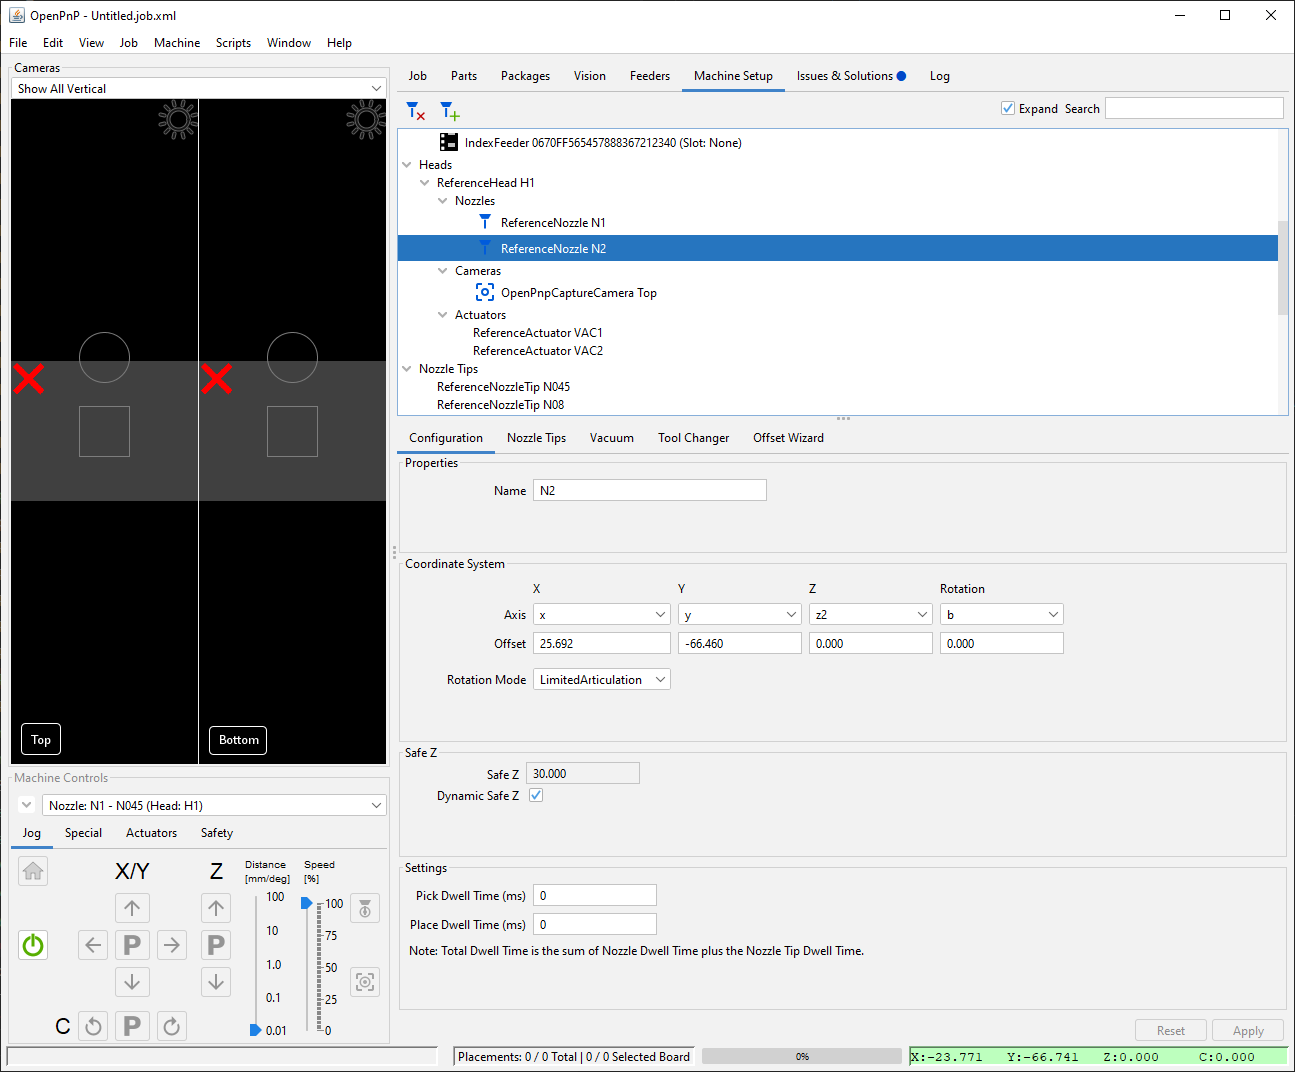 OpenPnP - Untitled.job.xml
File Edit View Job Machine Scripts Window Help
Cameras
Show All Vertical
Top
Bottom
Machine Controls
Nozzle: N1 - N045 (Head: H1)
Jog Special Actuators Safety
X/Y Z
Distance [mm/deg]
Speed [%]
100
10
1.0
0.1
0.01
100
75
50
25
0
P
P
C
P
Job Parts Packages Vision Feeders Machine Setup Issues & Solutions Log
Expand Search
IndexFeeder 0670FF565457888367212340 (Slot: None)
Heads
ReferenceHead H1
Nozzles
ReferenceNozzle N1
ReferenceNozzle N2
Cameras
OpenPnpCaptureCamera Top
Actuators
ReferenceActuator VAC1
ReferenceActuator VAC2
Nozzle Tips
ReferenceNozzleTip N045
ReferenceNozzleTip N08
Configuration Nozzle Tips Vacuum Tool Changer Offset Wizard
Properties
Name N2
Coordinate System
X Y Z Rotation
Axis x y z2 b
Offset 25.692 -66.460 0.000 0.000
Rotation Mode LimitedArticulation
Safe Z
Safe Z 30.000
Dynamic Safe Z
Settings
Pick Dwell Time (ms) 0
Place Dwell Time (ms) 0
Note: Total Dwell Time is the sum of Nozzle Dwell Time plus the Nozzle Tip Dwell Time.
Reset Apply
Placements: 0 / 0 Total | 0 / 0 Selected Board
0%
X:-23.771 Y:-66.741 Z:0.000 C:0.000